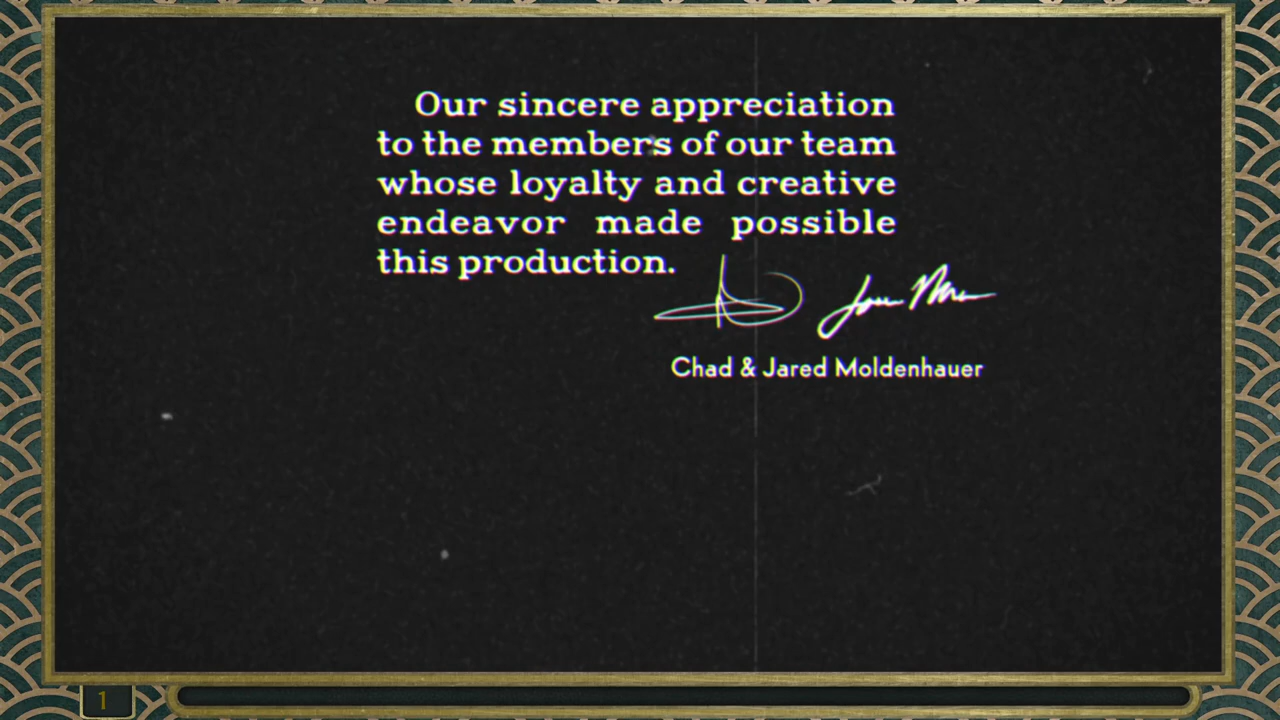 Our sincere appreciation
to the members of our team
whose loyalty and creative
endeavor made possible
this production.
Chad & Jared Moldenhauer
1